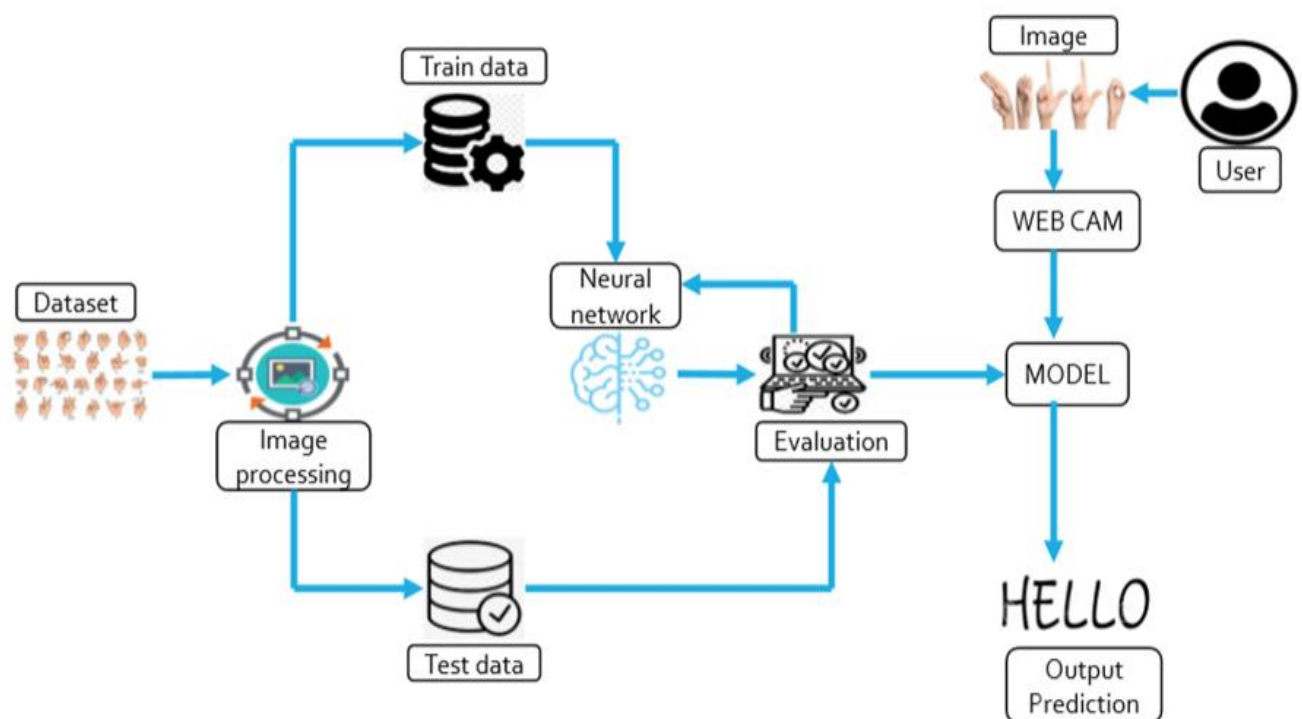 Image
Train data
User
WEB CAM
Neural
network
Dataset
MODEL
Image
processing
Evaluation
HELLO
Test data
Output
Prediction